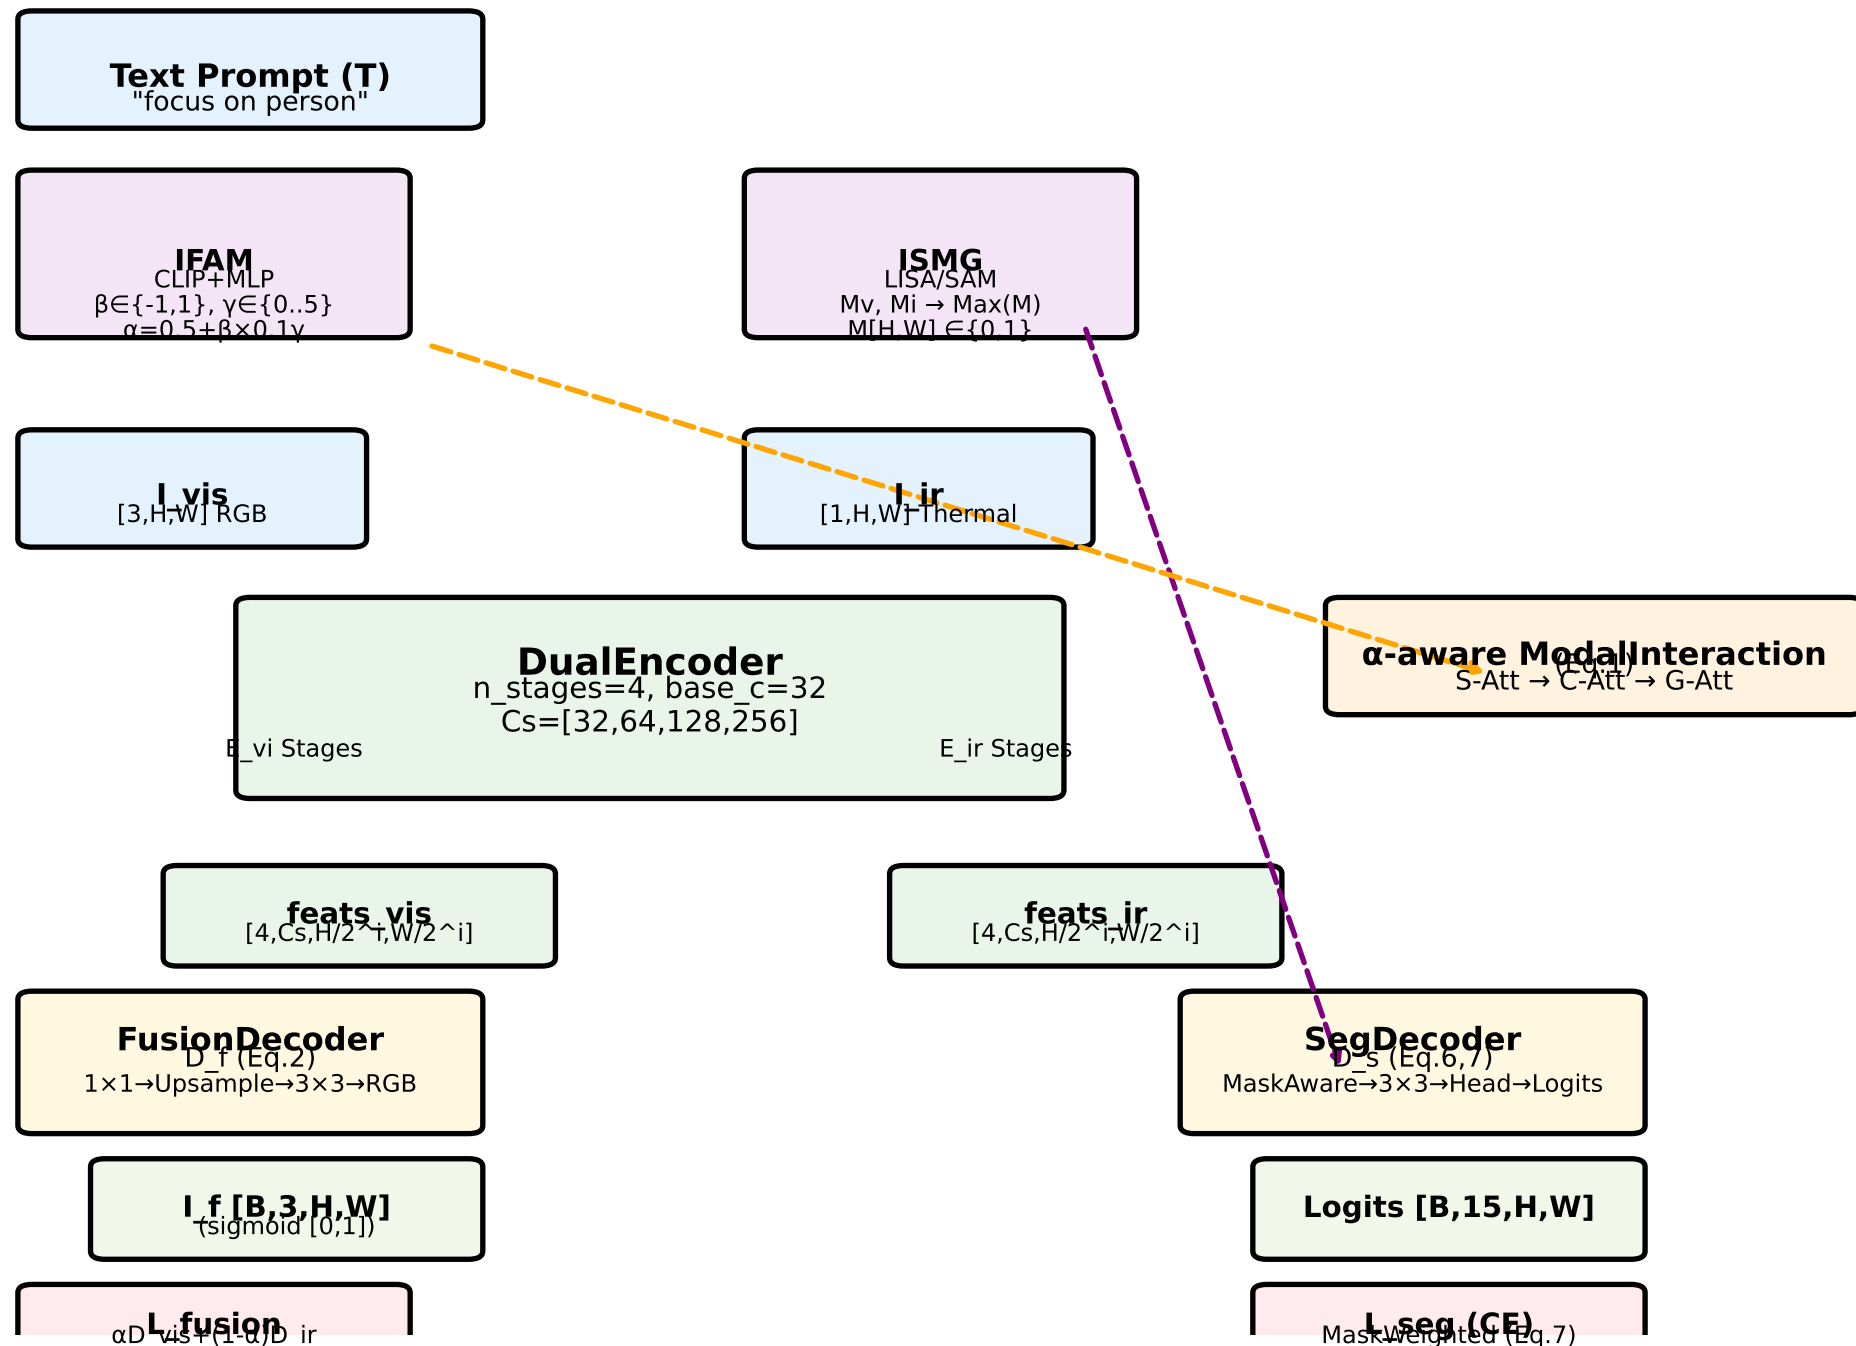 Text Prompt (T)
"focus on person"
IFAM
CLIP+MLP
β∈{-1,1}, γ∈{0..5}
α=0.5+β×0.1γ
ISMG
LISA/SAM
Mv, Mi → Max(M)
M[H,W] ∈{0,1}
I_vis
[3,H,W] RGB
I_ir
[1,H,W] Thermal
DualEncoder
n_stages=4, base_c=32
Cs=[32,64,128,256]
E_vi Stages
E_ir Stages
α-aware ModalInteraction
(Eq.1)
S-Att → C-Att → G-Att
feats_vis
[4,Cs,H/2^i,W/2^i]
feats_ir
[4,Cs,H/2^i,W/2^i]
FusionDecoder
D_f (Eq.2)
1×1→Upsample→3×3→RGB
SegDecoder
D_s (Eq.6,7)
MaskAware→3×3→Head→Logits
I_f [B,3,H,W]
(sigmoid [0,1])
Logits [B,15,H,W]
L_fusion
αD_vis+(1-α)D_ir
L_seg (CE)
MaskWeighted (Eq.7)